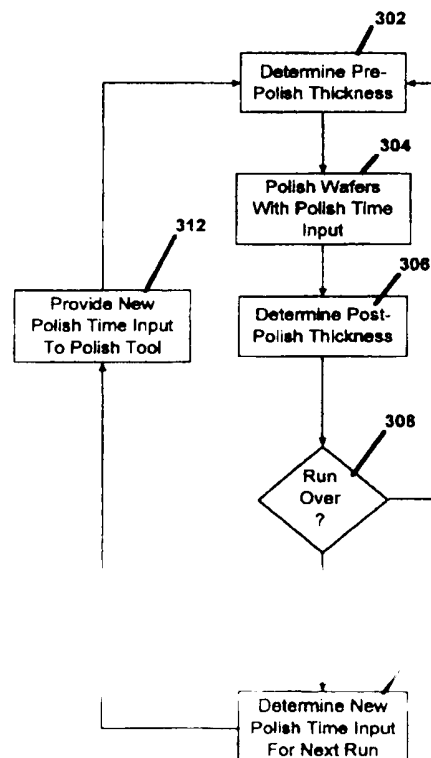 302
Determine Pre-
Polish Thickness
304
Polish Wafers
With Polish Time
Input
312
Provide New
Polish Time Input
To Polish Tool
306
Determine Post-
Polish Thickness
308
Run
Over
?
Determine New
Polish Time Input
For Next Run